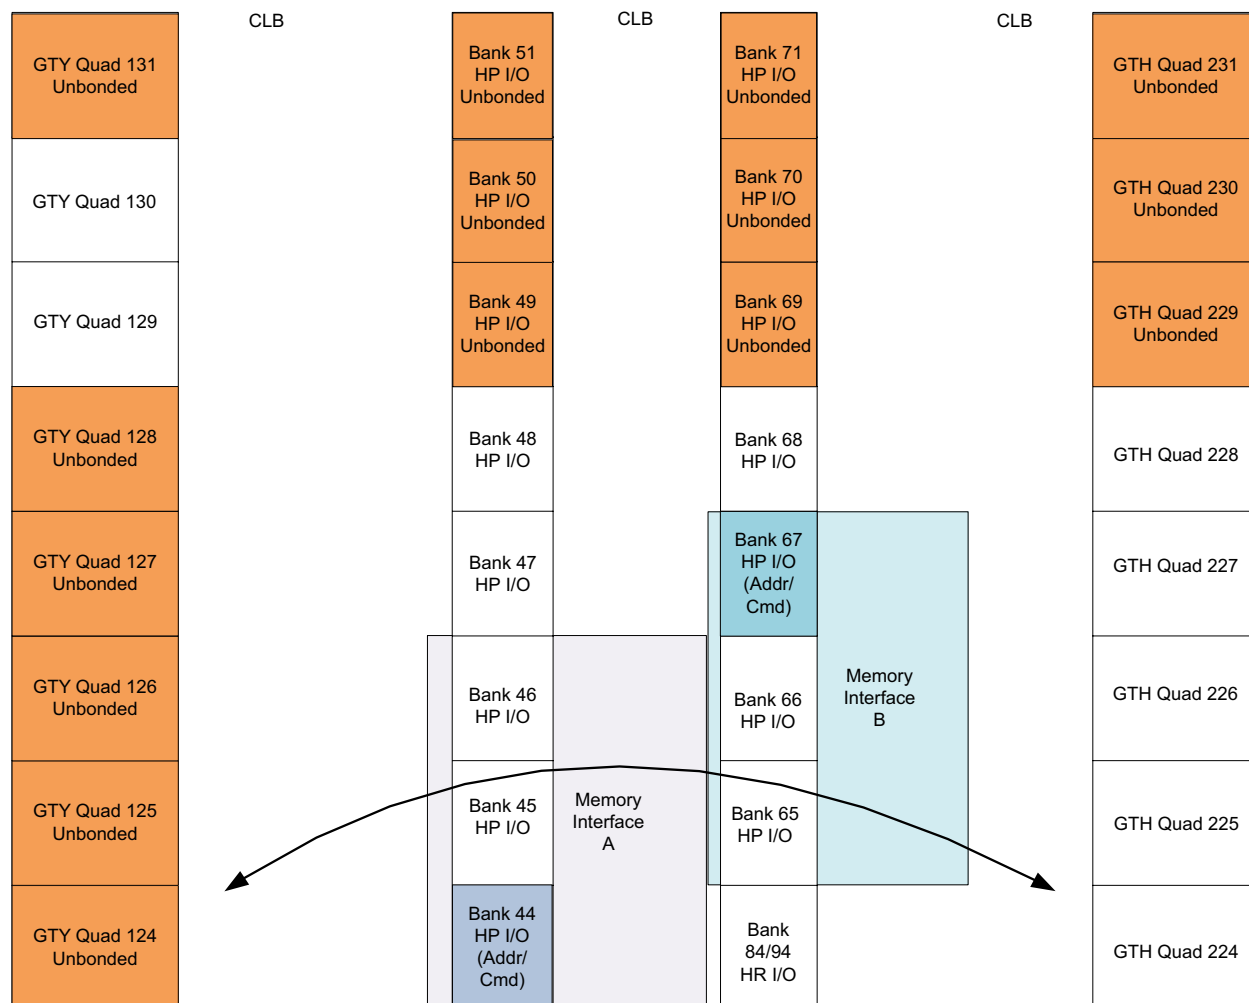 CLB
CLB
CLB
GTY Quad 131
Unbonded
Bank 51
HP I/O
Unbonded
Bank 71
HP I/O
Unbonded
GTH Quad 231
Unbonded
GTY Quad 130
Bank 50
HP I/O
Unbonded
Bank 70
HP I/O
Unbonded
GTH Quad 230
Unbonded
GTY Quad 129
Bank 49
HP I/O
Unbonded
Bank 69
HP I/O
Unbonded
GTH Quad 229
Unbonded
GTY Quad 128
Unbonded
Bank 48
HP I/O
Bank 68
HP I/O
GTH Quad 228
GTY Quad 127
Unbonded
Bank 47
HP I/O
Bank 67
HP I/O
(Addr/
Cmd)
GTH Quad 227
GTY Quad 126
Unbonded
Bank 46
HP I/O
Bank 66
HP I/O
Memory
Interface
B
GTH Quad 226
GTY Quad 125
Unbonded
Bank 45
HP I/O
Memory
Interface
A
Bank 65
HP I/O
GTH Quad 225
GTY Quad 124
Unbonded
Bank 44
HP I/O
(Addr/
Cmd)
Bank
84/94
HR I/O
GTH Quad 224